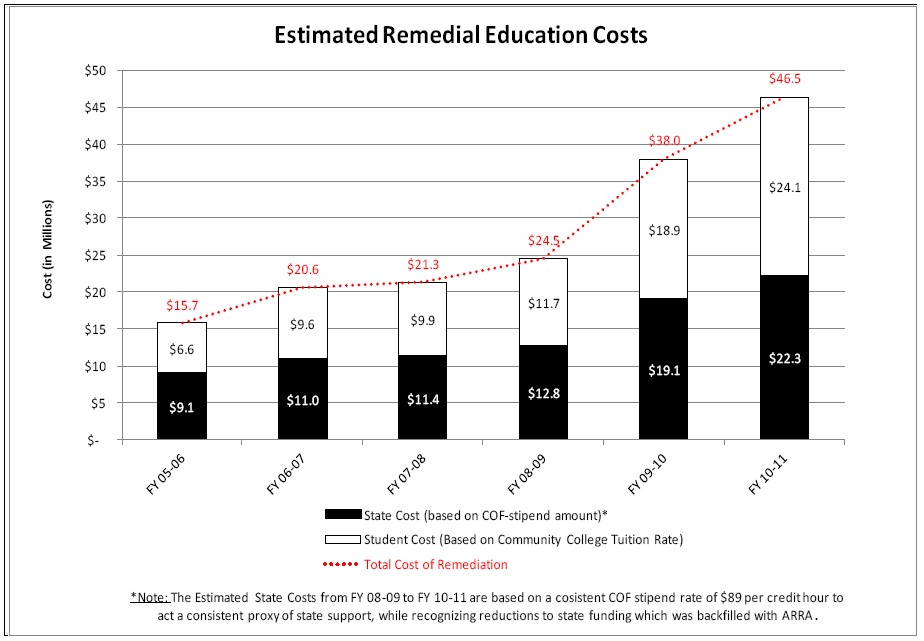 Estimated Remedial Education Costs
Cost (in Millions)
$50
$45
$40
$35
$30
$25
$20
$15
$10
$5
$-
$15.7
$6.6
$9.1
$20.6
$9.6
$11.0
$21.3
$9.9
$11.4
$24.5
$11.7
$12.8
$38.0
$18.9
$19.1
$46.5
$24.1
$22.3
FY 05-06
FY 06-07
FY 07-08
FY 08-09
FY 09-10
FY 10-11
State Cost (based on COF-stipend amount)*
Student Cost (Based on Community College Tuition Rate)
Total Cost of Remediation
*Note: The Estimated State Costs from FY 08-09 to FY 10-11 are based on a cosistent COF stipend rate of $89 per credit hour to
act a consistent proxy of state support, while recognizing reductions to state funding which was backfilled with ARRA.